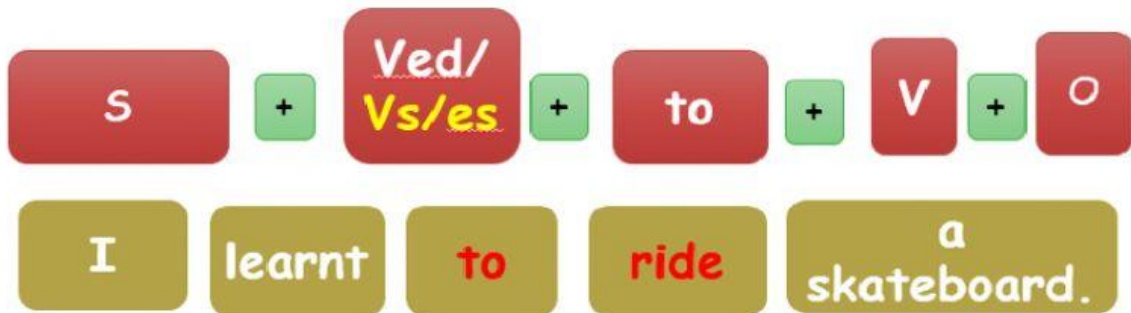 S + Ved/
Vs/es + to + V + O
I learnt to ride a
skateboard.